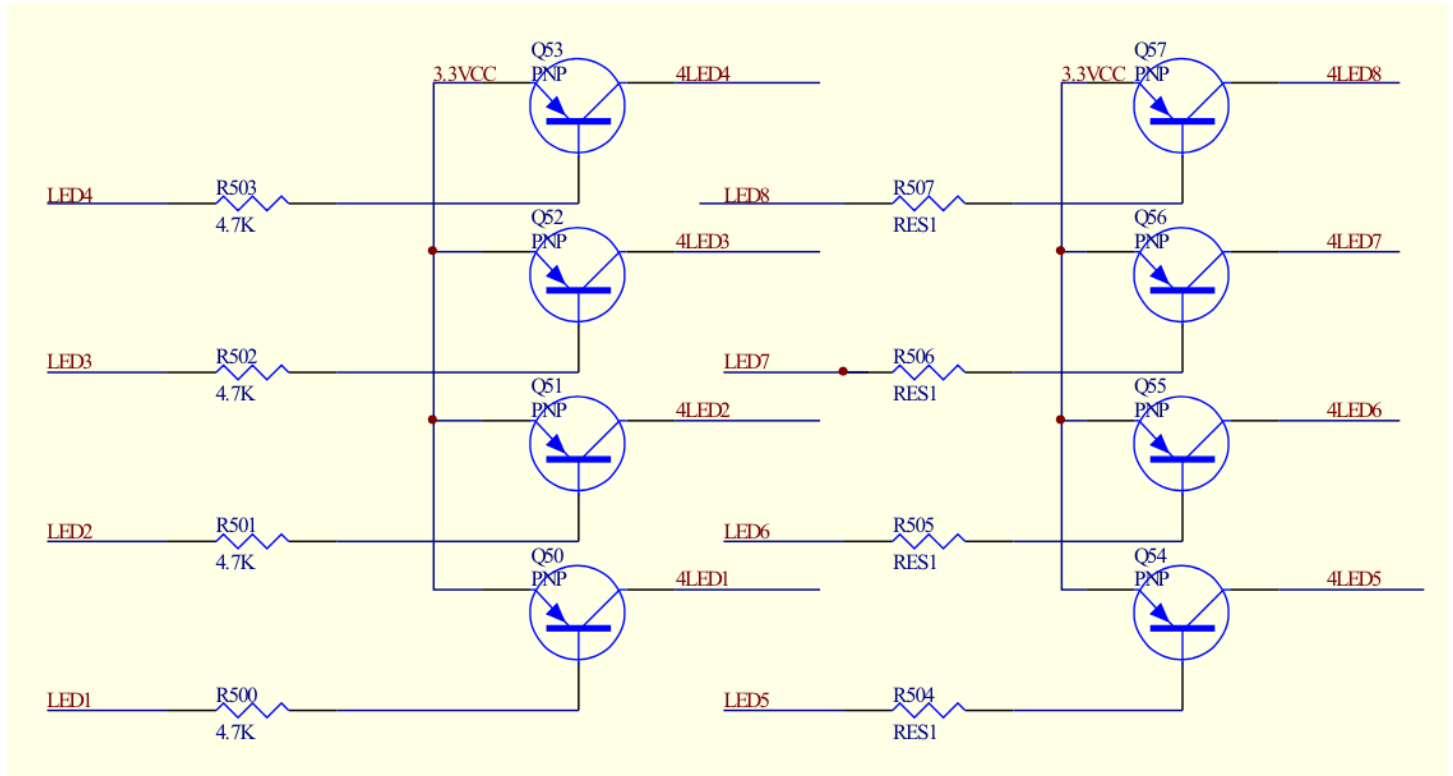 Q53
PNP
3.3VCC
4LED4
Q57
PNP
3.3VCC
4LED8
LED4
R503
4.7K
LED8
R507
RES1
Q52
PNP
4LED3
Q56
PNP
4LED7
LED3
R502
4.7K
LED7
R506
RES1
Q51
PNP
4LED2
Q55
PNP
4LED6
LED2
R501
4.7K
LED6
R505
RES1
Q50
PNP
4LED1
Q54
PNP
4LED5
LED1
R500
4.7K
LED5
R504
RES1